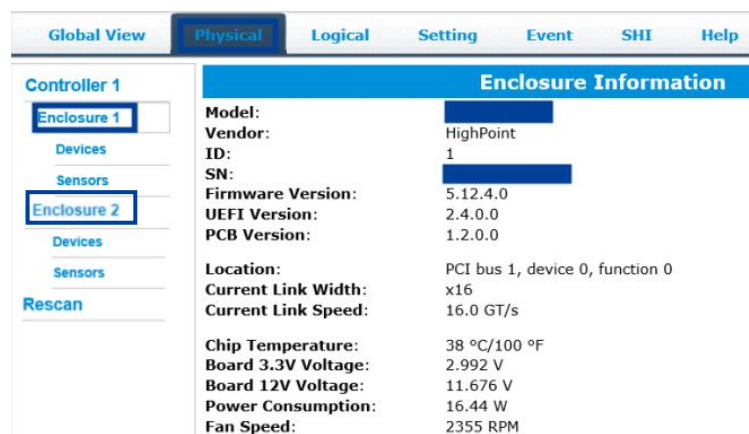 Global View Physical Logical Setting Event SHI Help
Controller 1
Enclosure 1
Devices
Sensors
Enclosure 2
Devices
Sensors
Rescan
Enclosure Information
Model:
Vendor: HighPoint
ID: 1
SN:
Firmware Version: 5.12.4.0
UEFI Version: 2.4.0.0
PCB Version: 1.2.0.0
Location: PCI bus 1, device 0, function 0
Current Link Width: x16
Current Link Speed: 16.0 GT/s
Chip Temperature: 38 °C/100 °F
Board 3.3V Voltage: 2.992 V
Board 12V Voltage: 11.676 V
Power Consumption: 16.44 W
Fan Speed: 2355 RPM